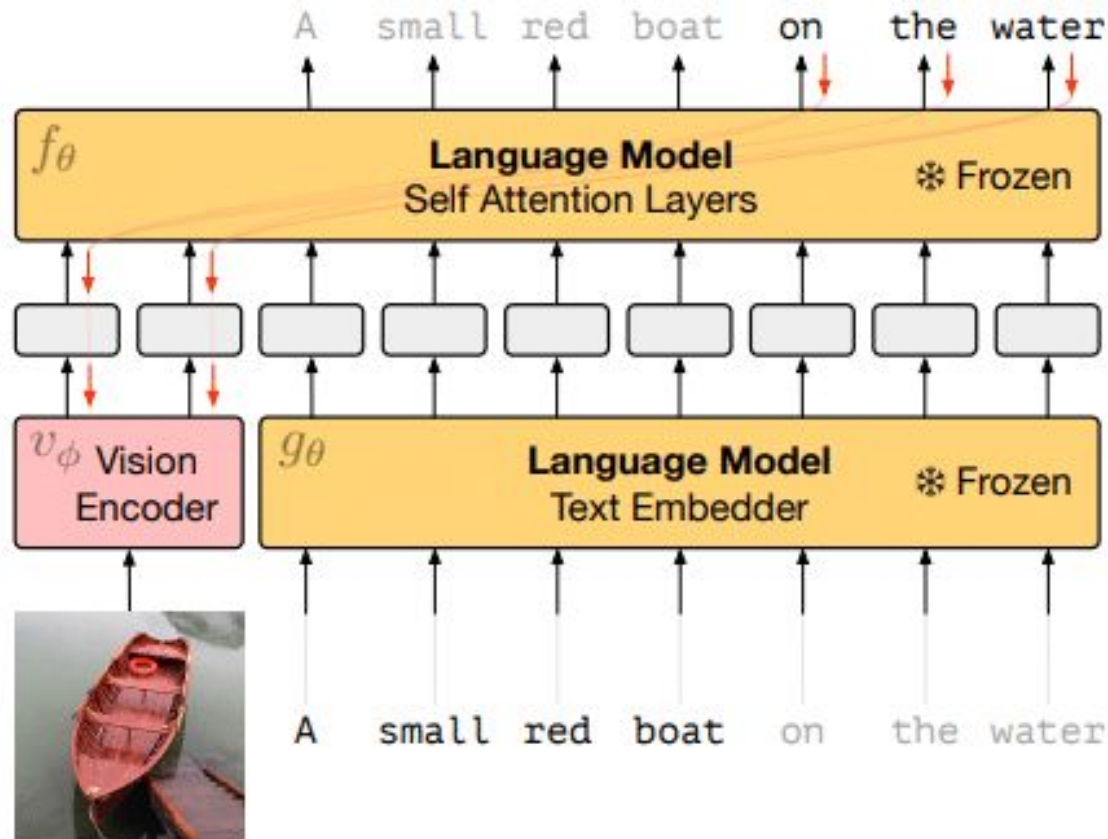 A small red boat on the water
fθ
Language Model
Self Attention Layers
❄ Frozen
vϕ Vision
Encoder
gθ
Language Model
Text Embedder
❄ Frozen
A small red boat on the water